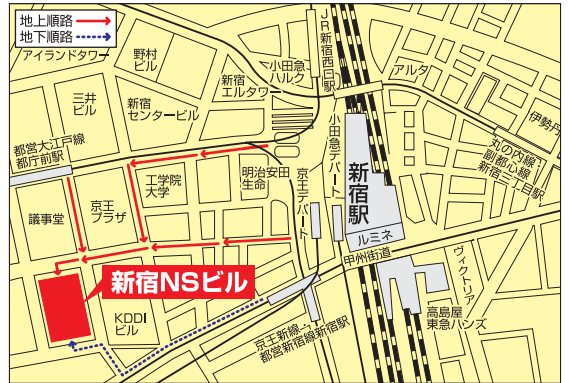 地上順路
地下順路
アイランドタワー
野村
ビル
新宿
エルタワー
小田急
ハルク
JR新宿西口駅
アルタ
伊勢丹
三井
ビル
新宿
センタービル
都営大江戸線
都庁前駅
小田急デパート
丸の内線・
副都心線
新宿三丁目駅
工学院
大学
明治安田
生命
京王デパート
新宿駅
議事堂
京王
プラザ
ルミネ
甲州街道
ヴィクトリア
新宿NSビル
KDDI
ビル
高島屋
東急ハンズ
京王新線・
都営新宿線新宿駅